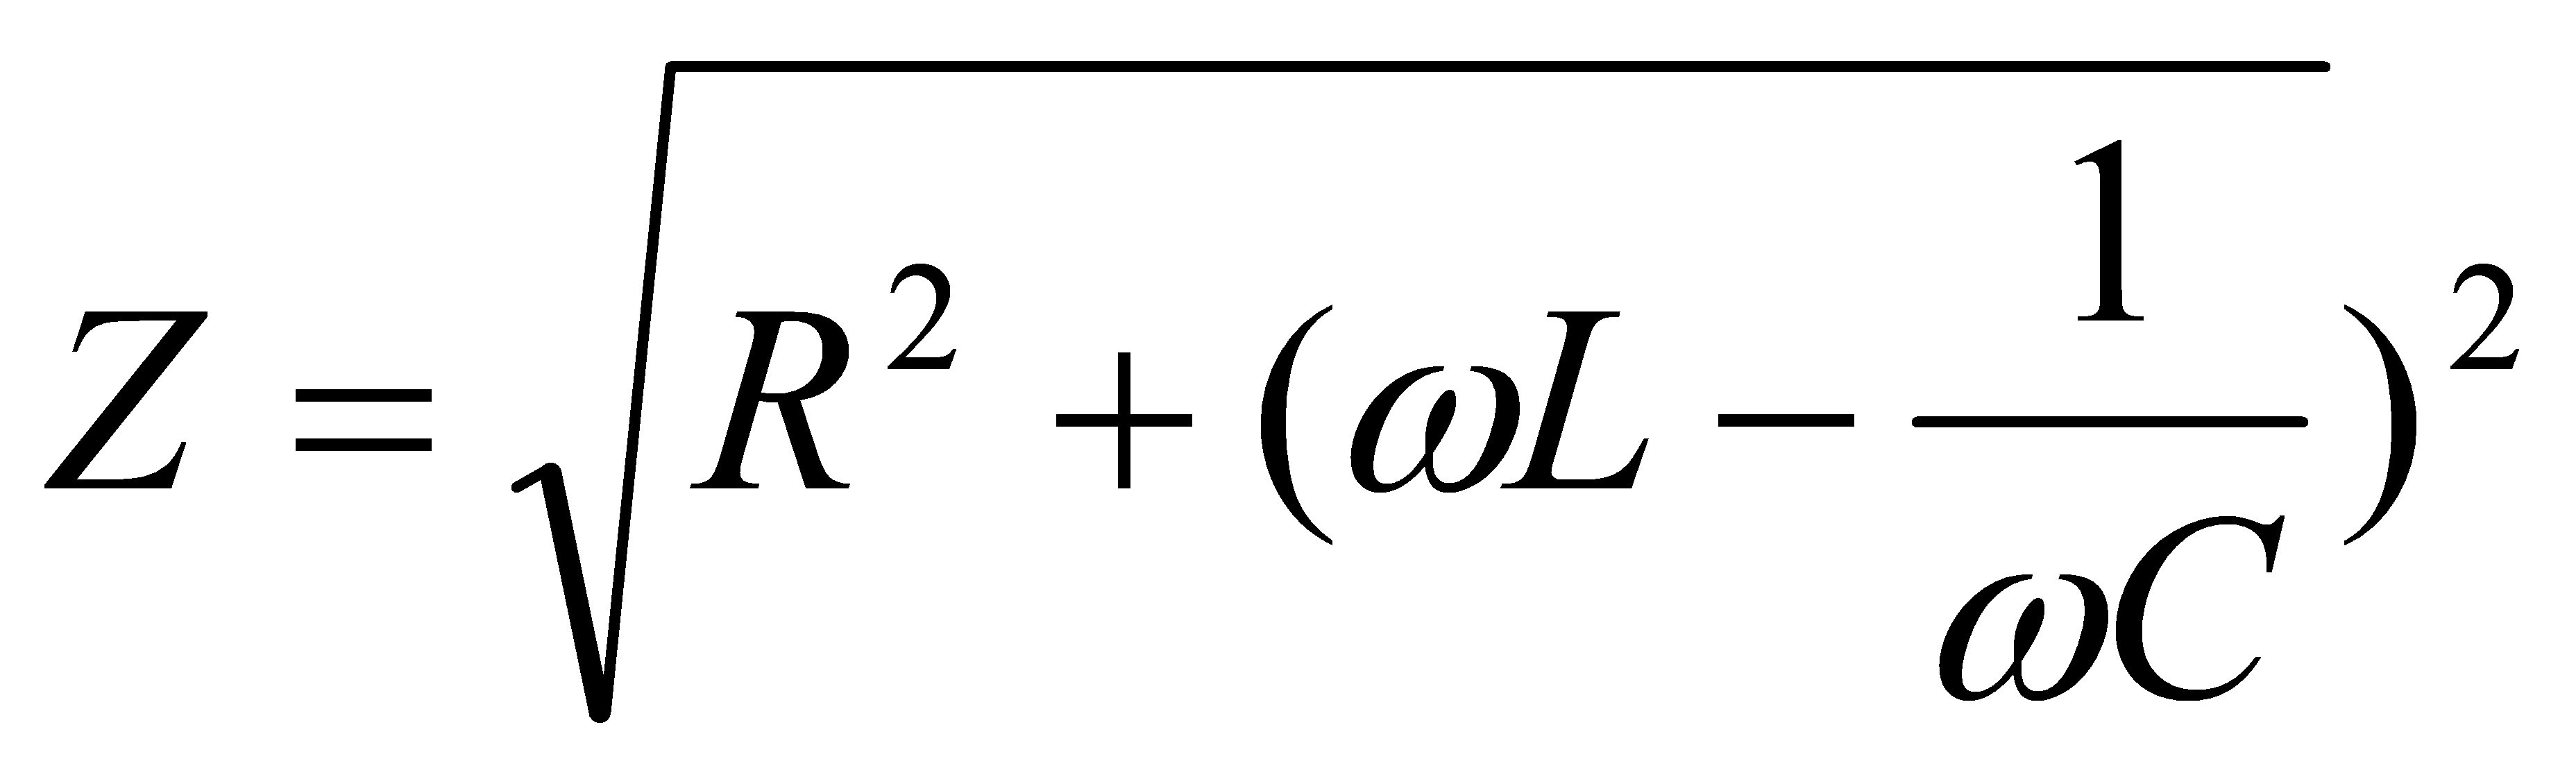 Z = √(R² + (ωL − 1/(ωC))²)